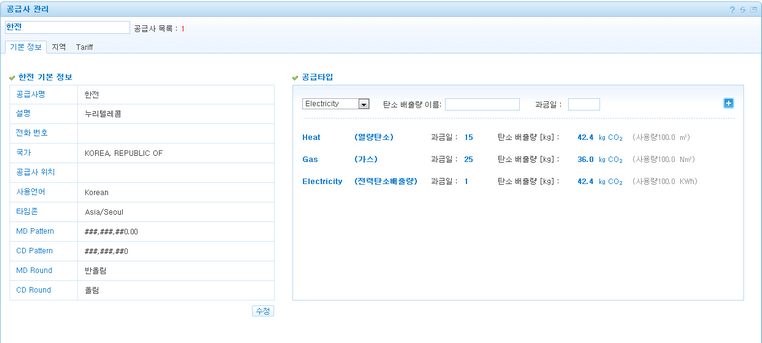 공급사 관리
한전 공급사 목록 : 1
기본 정보 지역 Tariff
한전 기본 정보
공급사명 한전
설명 누리텔레콤
전화 번호
국가 KOREA, REPUBLIC OF
공급사 위치
사용언어 Korean
타임존 Asia/Seoul
MD Pattern ###,###,##0.00
CD Pattern ###,###,##0
MD Round 반올림
CD Round 올림
수정
공급타입
Electricity 탄소 배출량 이름: 과금일 :
Heat (열량탄소) 과금일 : 15 탄소 배출량 [kg] : 42.4 kg CO₂ (사용량100.0 ㎥)
Gas (가스) 과금일 : 25 탄소 배출량 [kg] : 36.0 kg CO₂ (사용량100.0 N㎥)
Electricity (전력탄소배출량) 과금일 : 1 탄소 배출량 [kg] : 42.4 kg CO₂ (사용량100.0 KWh)